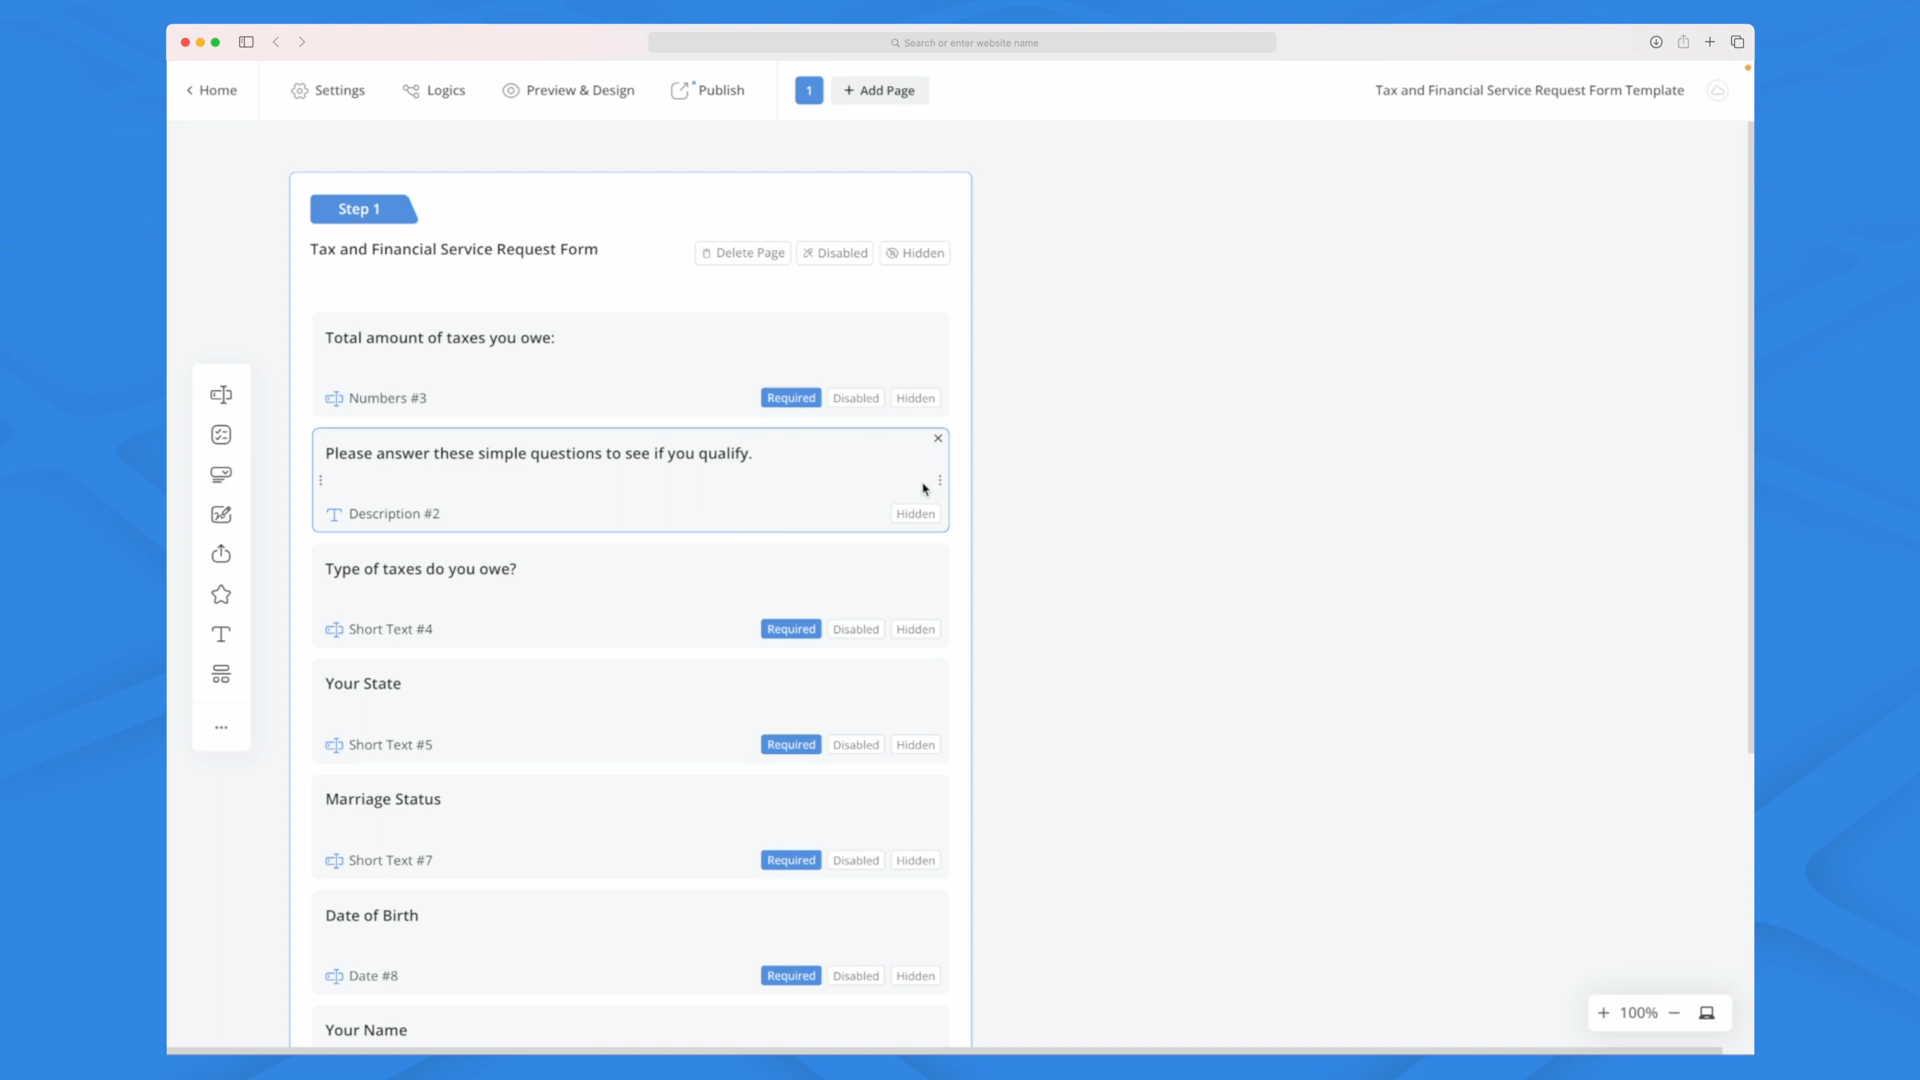 Search or enter website name
Home
Settings
Logics
Preview & Design
Publish
1
+ Add Page
Tax and Financial Service Request Form Template
Step 1
Tax and Financial Service Request Form
Delete Page
Disabled
Hidden
Total amount of taxes you owe:
Numbers #3
Required
Disabled
Hidden
Please answer these simple questions to see if you qualify.
Description #2
Hidden
Type of taxes do you owe?
Short Text #4
Required
Disabled
Hidden
Your State
Short Text #5
Required
Disabled
Hidden
Marriage Status
Short Text #7
Required
Disabled
Hidden
Date of Birth
Date #8
Required
Disabled
Hidden
Your Name
+ 100% −